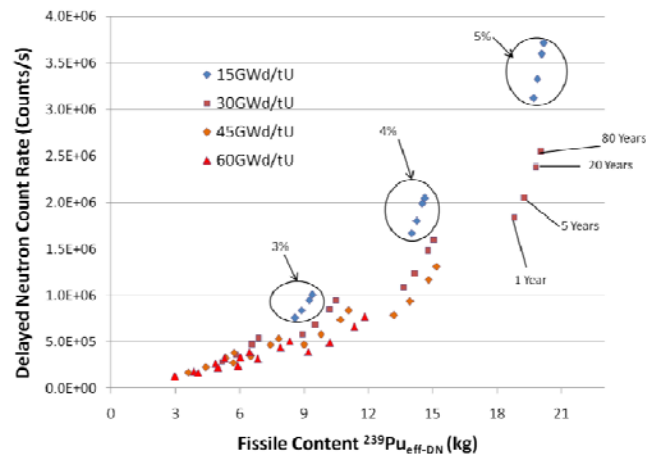 4.0E+06
3.5E+06
3.0E+06
2.5E+06
2.0E+06
1.5E+06
1.0E+06
5.0E+05
0.0E+00
Delayed Neutron Count Rate (Counts/s)
15GWd/tU
30GWd/tU
45GWd/tU
60GWd/tU
5%
4%
3%
80 Years
20 Years
5 Years
1 Year
0 3 6 9 12 15 18 21
Fissile Content ²³⁹Pu_eff-DN (kg)